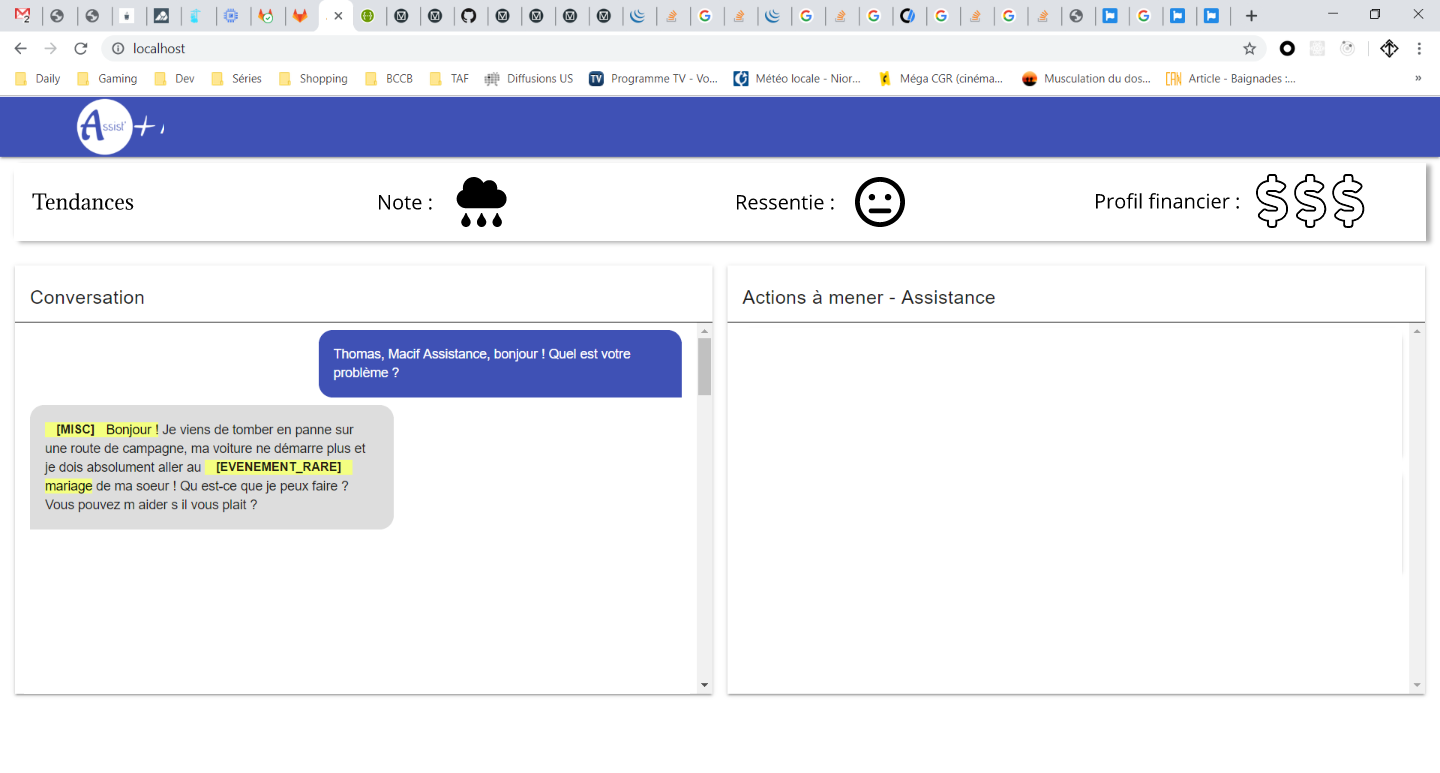 2
localhost
Daily
Gaming
Dev
Séries
Shopping
BCCB
TAF
Diffusions US
TV
Programme TV - Vo...
Météo locale - Nior...
Méga CGR (cinéma...
Musculation du dos...
CAN
Article - Baignades :...
»
Assist' +
Tendances
Note :
Ressentie :
Profil financier :
$ $ $
Conversation
Thomas, Macif Assistance, bonjour ! Quel est votre
problème ?
[MISC] Bonjour ! Je viens de tomber en panne sur
une route de campagne, ma voiture ne démarre plus et
je dois absolument aller au [EVENEMENT_RARE]
mariage de ma soeur ! Qu est-ce que je peux faire ?
Vous pouvez m aider s il vous plait ?
Actions à mener - Assistance